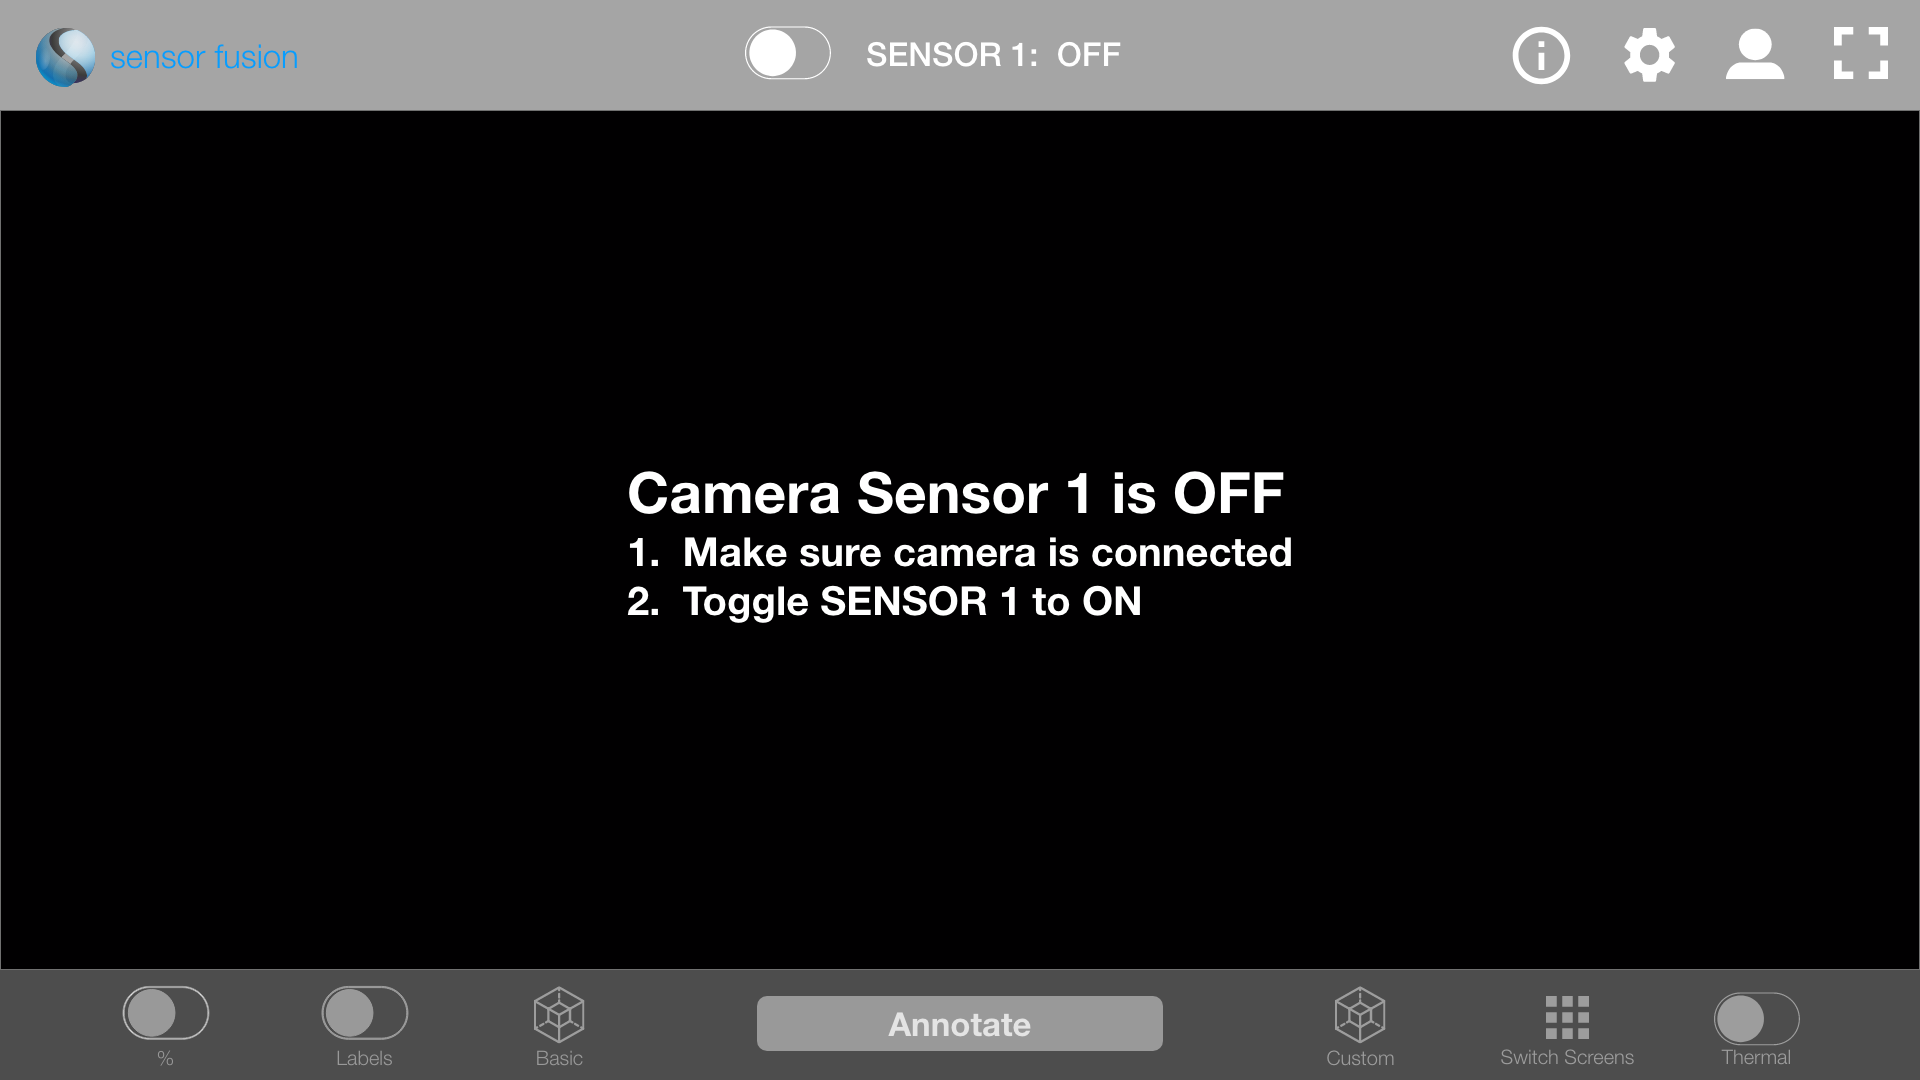 sensor fusion
SENSOR 1: OFF
Camera Sensor 1 is OFF
1. Make sure camera is connected
2. Toggle SENSOR 1 to ON
%
Labels
Basic
Annotate
Custom
Switch Screens
Thermal